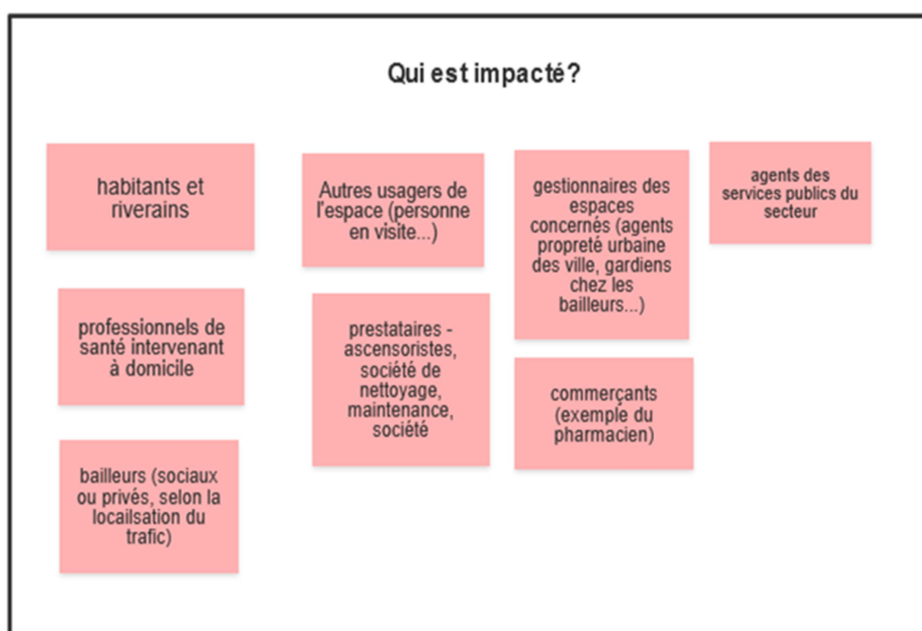 Qui est impacté?
habitants et
riverains
professionnels de
santé intervenant
à domicile
bailleurs (sociaux
ou privés, selon la
locailsation du
trafic)
Autres usagers de
l'espace (personne
en visite...)
prestataires -
ascensoristes,
société de
nettoyage,
maintenance,
société
gestionnaires des
espaces
concernés (agents
propreté urbaine
des ville, gardiens
chez les
bailleurs...)
commerçants
(exemple du
pharmacien)
agents des
services publics du
secteur